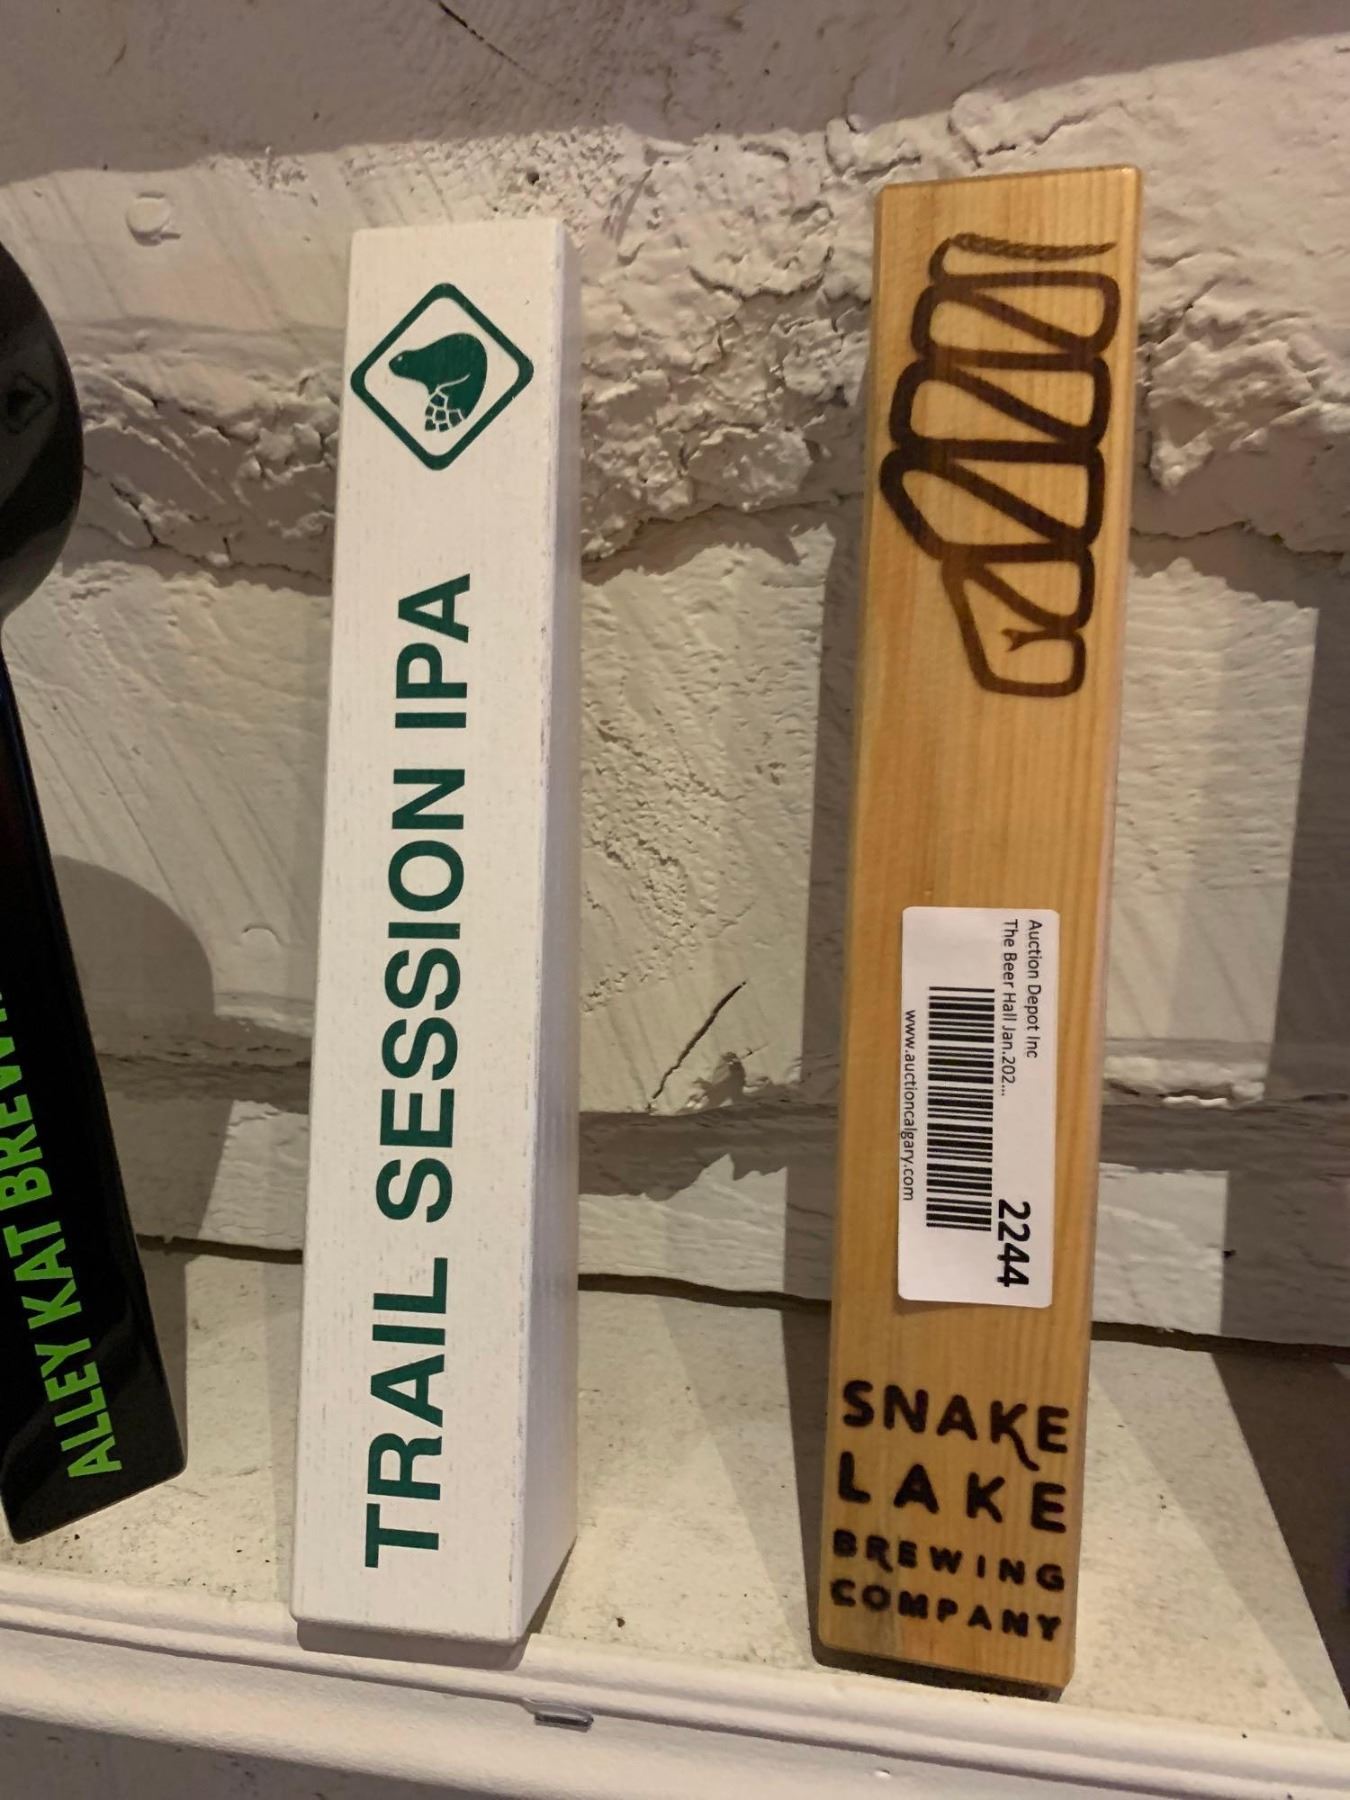 ALLEY KAT
TRAIL SESSION IPA
Auction Depot Inc
The Beer Hall Jan.202...
www.auctioncalgary.com
2244
SNAKE
LAKE
BREWING
COMPANY